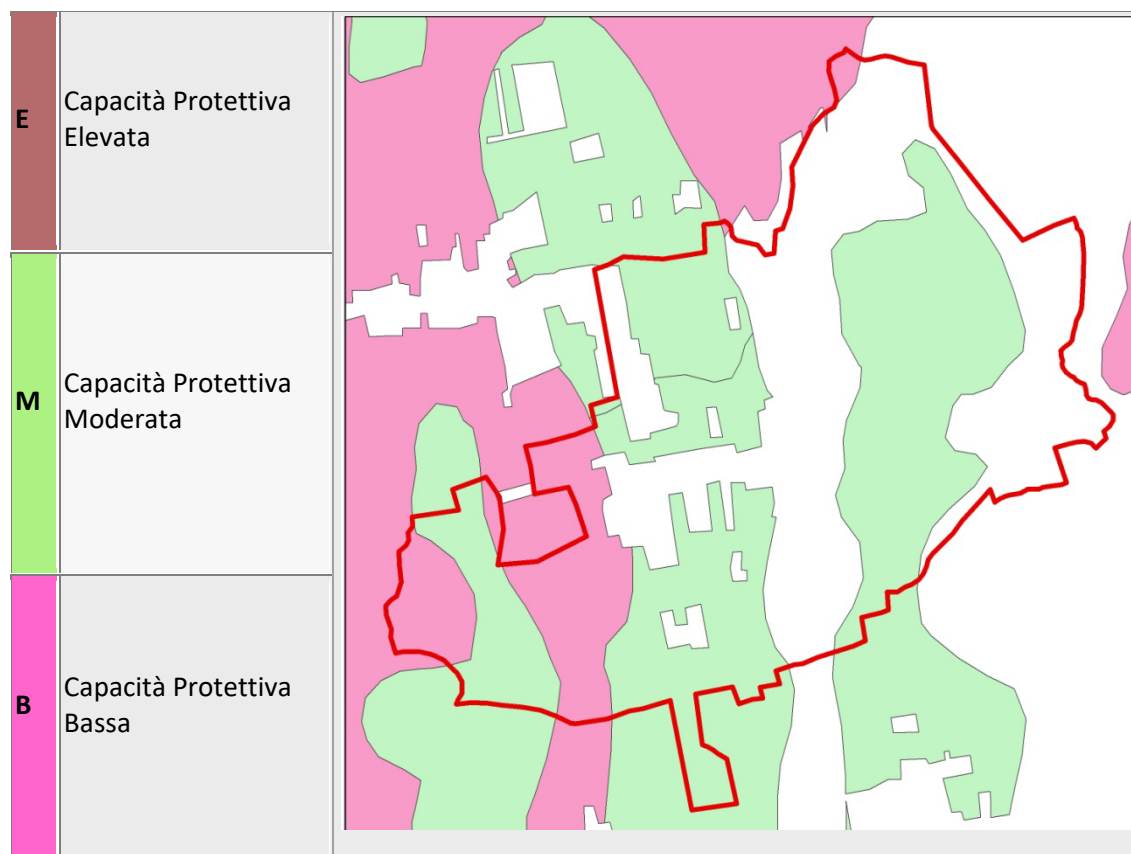 E
Capacità Protettiva
Elevata
M
Capacità Protettiva
Moderata
B
Capacità Protettiva
Bassa